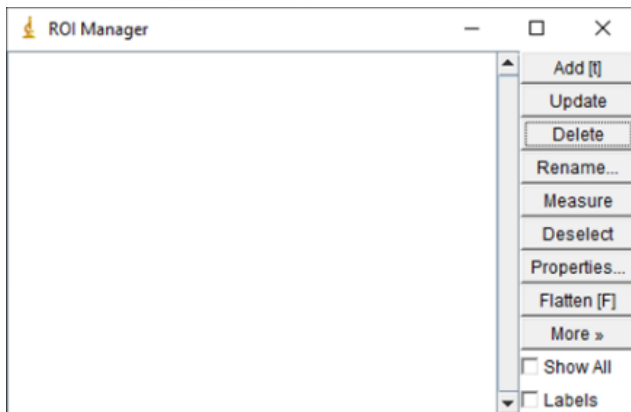 ROI Manager
Add [t]
Update
Delete
Rename...
Measure
Deselect
Properties...
Flatten [F]
More »
Show All
Labels